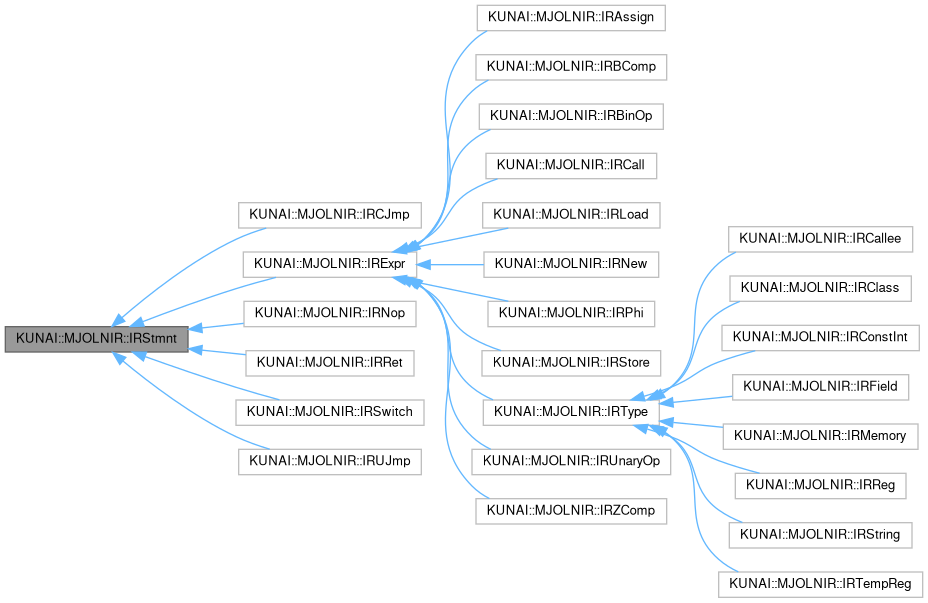 KUNAI::MJOLNIR::IRStmnt
KUNAI::MJOLNIR::IRCJmp
KUNAI::MJOLNIR::IRExpr
KUNAI::MJOLNIR::IRNop
KUNAI::MJOLNIR::IRRet
KUNAI::MJOLNIR::IRSwitch
KUNAI::MJOLNIR::IRUJmp
KUNAI::MJOLNIR::IRAssign
KUNAI::MJOLNIR::IRBComp
KUNAI::MJOLNIR::IRBinOp
KUNAI::MJOLNIR::IRCall
KUNAI::MJOLNIR::IRLoad
KUNAI::MJOLNIR::IRNew
KUNAI::MJOLNIR::IRPhi
KUNAI::MJOLNIR::IRStore
KUNAI::MJOLNIR::IRType
KUNAI::MJOLNIR::IRUnaryOp
KUNAI::MJOLNIR::IRZComp
KUNAI::MJOLNIR::IRCallee
KUNAI::MJOLNIR::IRClass
KUNAI::MJOLNIR::IRConstInt
KUNAI::MJOLNIR::IRField
KUNAI::MJOLNIR::IRMemory
KUNAI::MJOLNIR::IRReg
KUNAI::MJOLNIR::IRString
KUNAI::MJOLNIR::IRTempReg